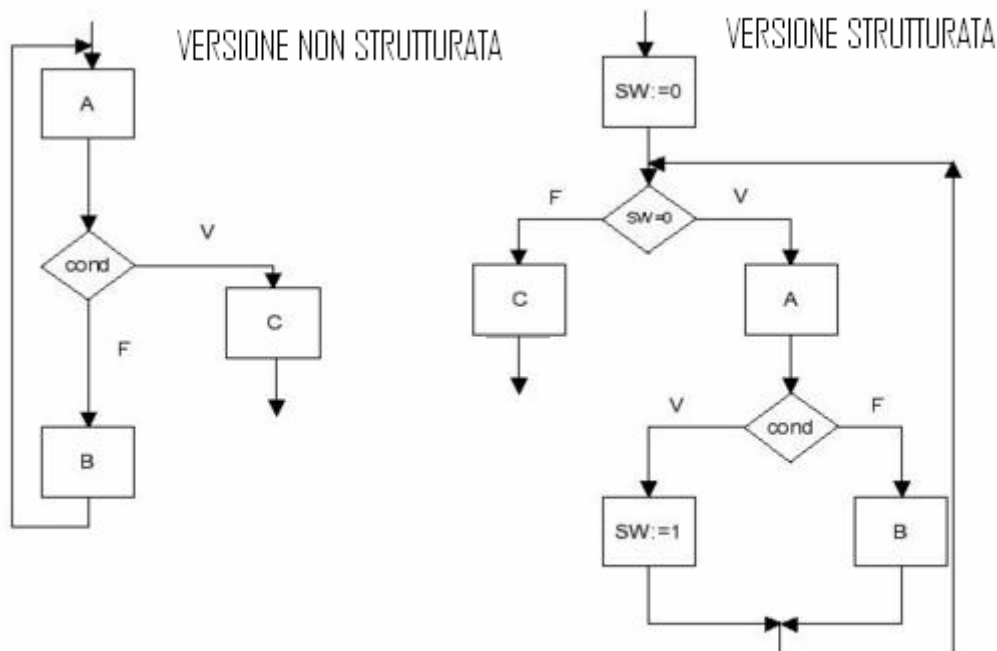 VERSIONE NON STRUTTURATA
A
cond
V
C
F
B
VERSIONE STRUTTURATA
SW:=0
F
SW=0
V
C
A
V
cond
F
SW:=1
B